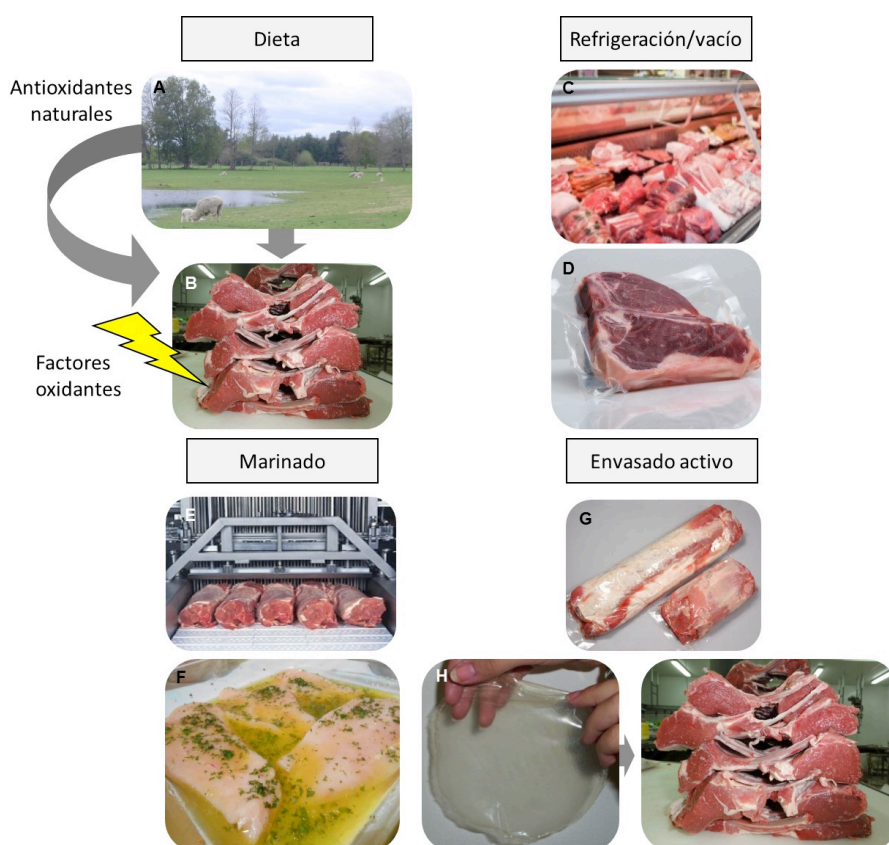 Dieta
Refrigeración/vacío
Antioxidantes
naturales
A
C
B
D
Factores
oxidantes
Marinado
Envasado activo
E
G
F
H